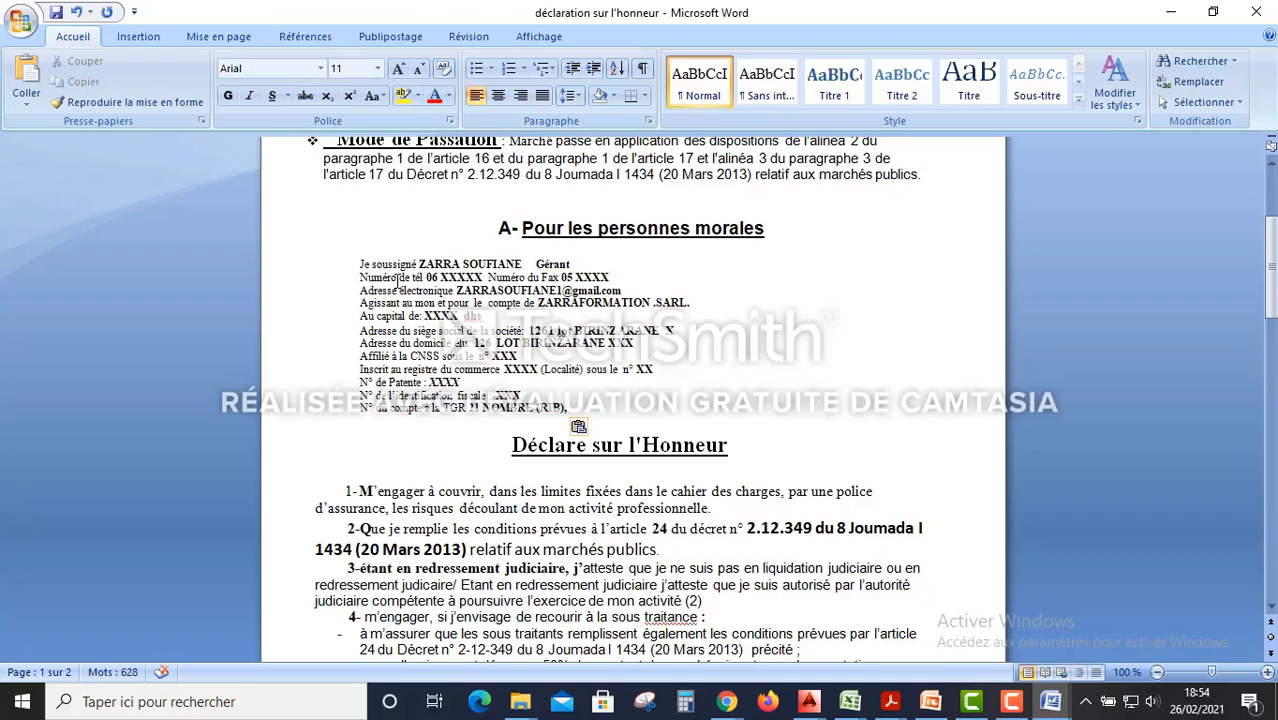 déclaration sur l'honneur - Microsoft Word
Accueil Insertion Mise en page Références Publipostage Révision Affichage
Coller
Couper
Copier
Reproduire la mise en forme
Presse-papiers
Arial 11
G I S abc X₂ X² Aa
Police
Paragraphe
AaBbCcI
¶ Normal
AaBbCcI
¶ Sans int...
AaBbC
Titre 1
AaBbCc
Titre 2
AaB
Titre
AaBbCcI
Sous-titre
Modifier les styles
Style
Rechercher
Remplacer
Sélectionner
Modification
Mode de Passation : Marché passé en application des dispositions de l'alinéa 2 du
paragraphe 1 de l'article 16 et du paragraphe 1 de l'article 17 et l'alinéa 3 du paragraphe 3 de
l'article 17 du Décret n° 2.12.349 du 8 Joumada I 1434 (20 Mars 2013) relatif aux marchés publics.
A- Pour les personnes morales
Je soussigné ZARRA SOUFIANE Gérant
Numéro de tél 06 XXXXX Numéro du Fax 05 XXXX
Adresse électronique ZARRASOUFIANE1@gmail.com
Agissant au mon et pour le compte de ZARRAFORMATION .SARL.
Au capital de: XXXX dhs
Adresse du siège social de la société: 1261 lot BIRINZARANE X
Adresse du domicile élu 126 LOT BIRINZARANE XXX
Affilié à la CNSS sous le n° XXX
Inscrit au registre du commerce XXXX (Localité) sous le n° XX
N° de Patente : XXXX
N° de l'identification fiscale XXX
N° du compte à la TGR 21 NOMBRE (RIB),
TechSmith
RÉALISÉE AVEC L'ÉVALUATION GRATUITE DE CAMTASIA
Déclare sur l'Honneur
1- M'engager à couvrir, dans les limites fixées dans le cahier des charges, par une police
d'assurance, les risques découlant de mon activité professionnelle.
2-Que je remplie les conditions prévues à l'article 24 du décret n° 2.12.349 du 8 Joumada I
1434 (20 Mars 2013) relatif aux marchés publics.
3-étant en redressement judiciaire, j'atteste que je ne suis pas en liquidation judiciaire ou en
redressement judicaire/ Etant en redressement judiciaire j'atteste que je suis autorisé par l'autorité
judiciaire compétente à poursuivre l'exercice de mon activité (2)
4- m'engager, si j'envisage de recourir à la sous traitance :
- à m'assurer que les sous traitants remplissent également les conditions prévues par l'article
24 du Décret n° 2-12-349 du 8 Joumada I 1434 (20 Mars 2013) précité ;
Activer Windows
Accédez aux paramètres pour activer Windows.
Page : 1 sur 2 Mots : 628 100 %
Taper ici pour rechercher
18:54
26/02/2021